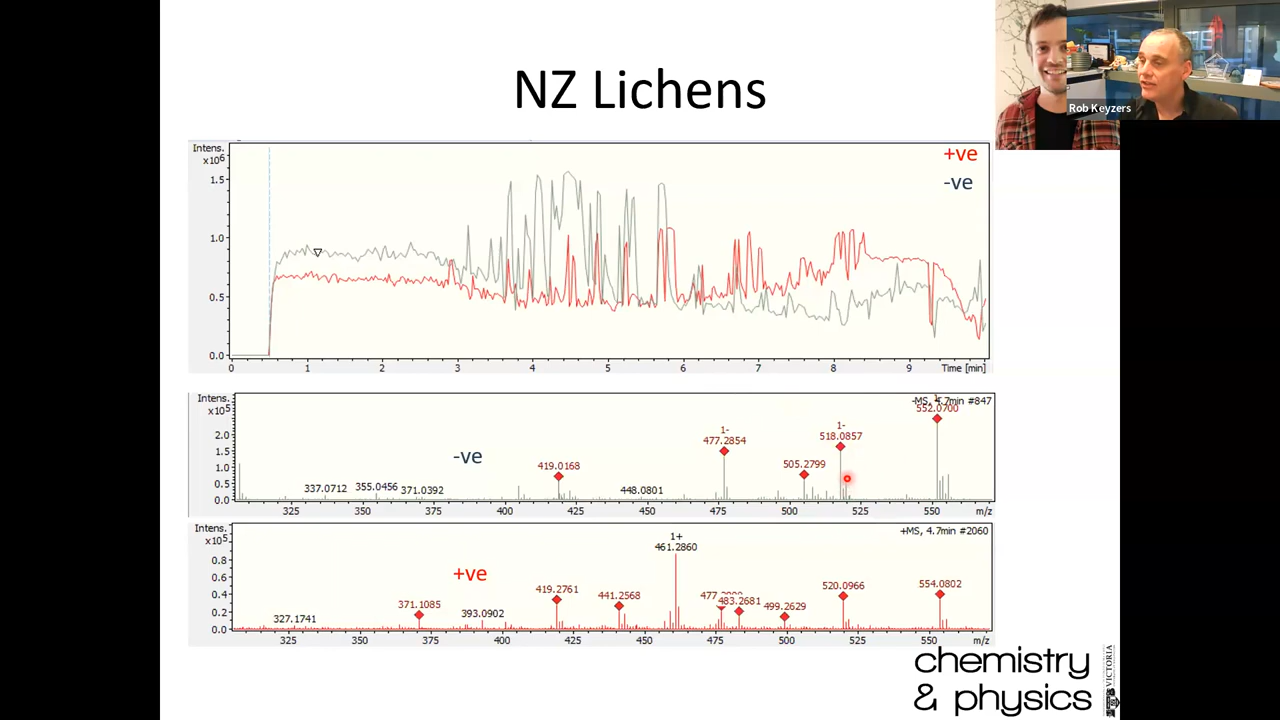 NZ Lichens
Rob Keyzers
Intens.
x10⁶
+ve
-ve
1.5
1.0
0.5
0.0
0 1 2 3 4 5 6 7 8 9 Time [min]
Intens.
x10⁵
-MS, 4.7min #847
552.0700
1-
518.0857
1-
477.2854
505.2799
419.0168
-ve
337.0712 355.0456 371.0392 448.0801
2.0
1.5
1.0
0.5
0.0
325 350 375 400 425 450 475 500 525 550 m/z
Intens.
x10⁵
+MS, 4.7min #2060
1+
461.2860
+ve
419.2761 441.2568 483.2681 499.2629 520.0966 554.0802
371.1085 393.0902
327.1741
0.8
0.6
0.4
0.2
0.0
325 350 375 400 425 450 475 500 525 550 m/z
chemistry
& physics
VICTORIA